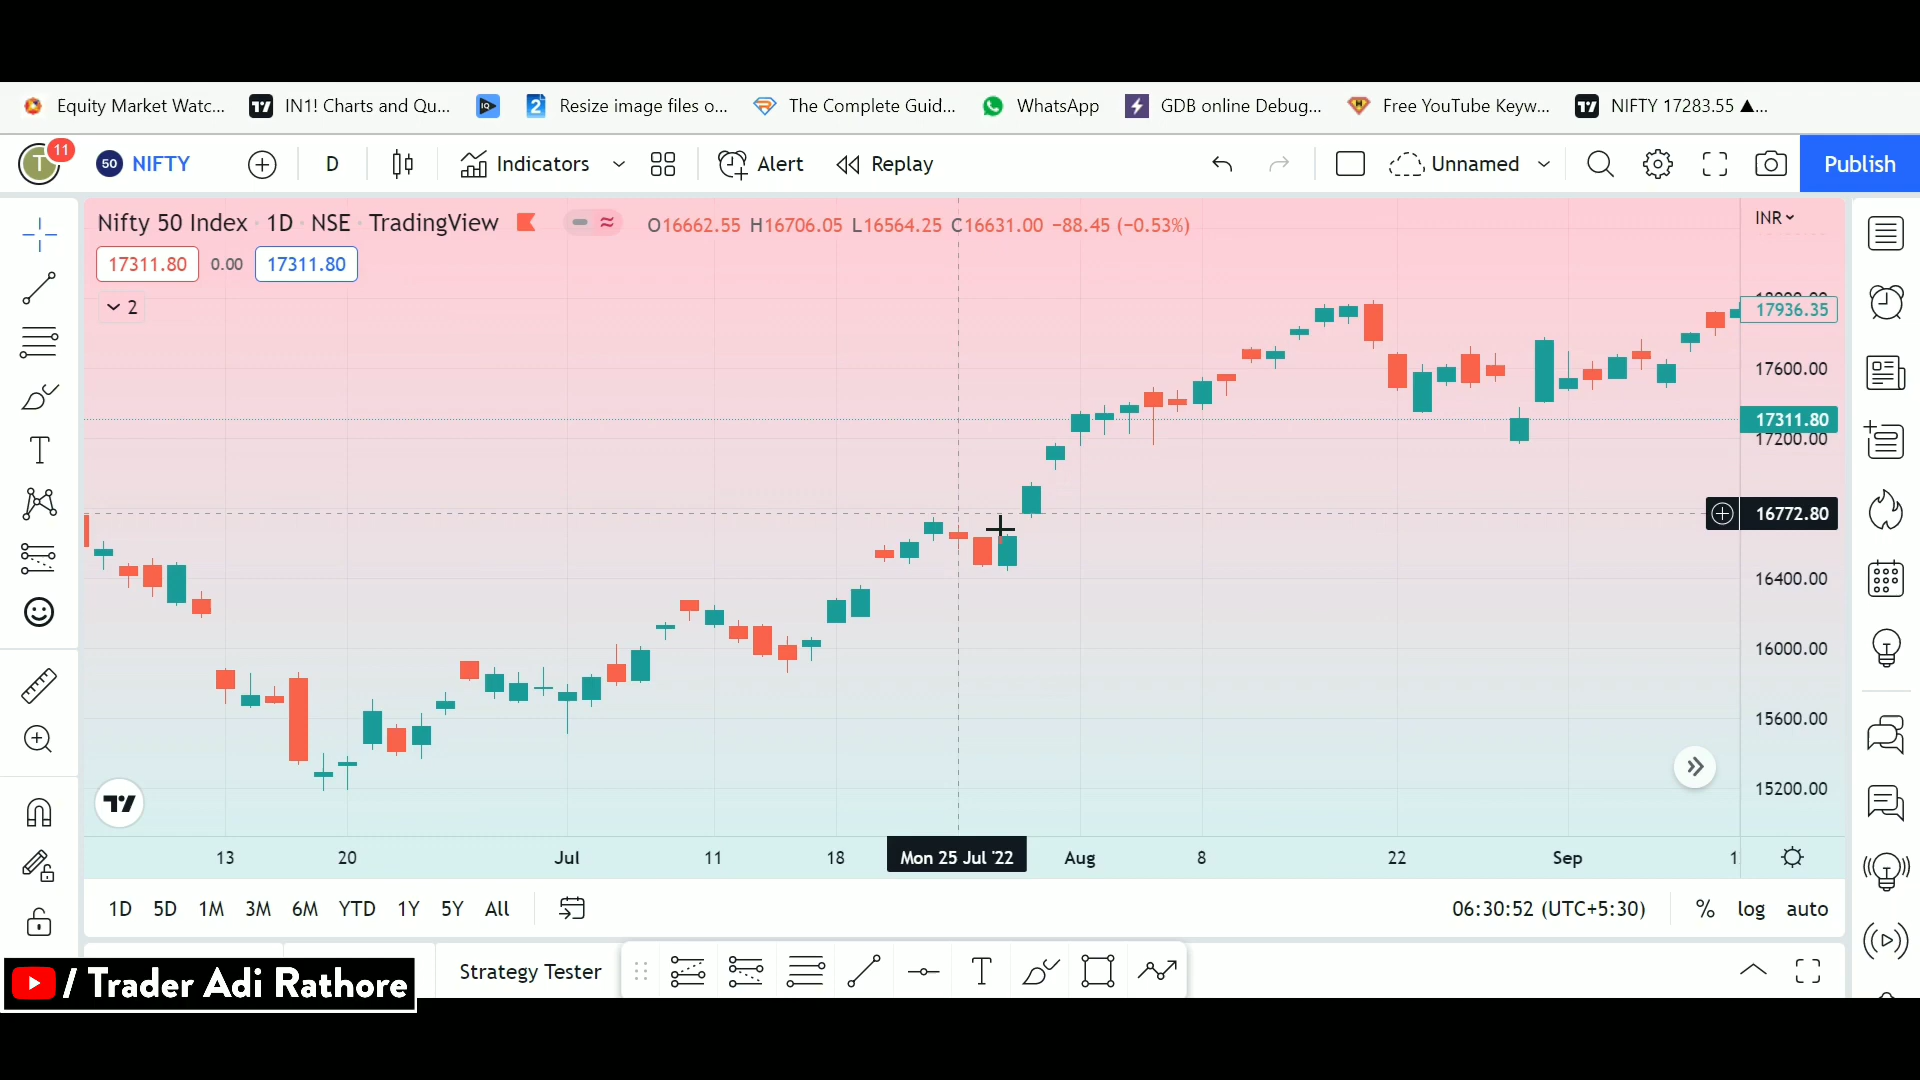 Equity Market Watc... IN1! Charts and Qu... Resize image files o... The Complete Guid... WhatsApp GDB online Debug... Free YouTube Keyw... NIFTY 17283.55 ▲...
T 11 50 NIFTY D Indicators Alert Replay Unnamed Publish
Nifty 50 Index · 1D · NSE · TradingView O16662.55 H16706.05 L16564.25 C16631.00 −88.45 (−0.53%) INR
17311.80 0.00 17311.80
2
17936.35
17600.00
17311.80
17200.00
16772.80
16400.00
16000.00
15600.00
15200.00
13 20 Jul 11 18 Mon 25 Jul '22 Aug 8 22 Sep 1
1D 5D 1M 3M 6M YTD 1Y 5Y All 06:30:52 (UTC+5:30) % log auto
Strategy Tester
/ Trader Adi Rathore